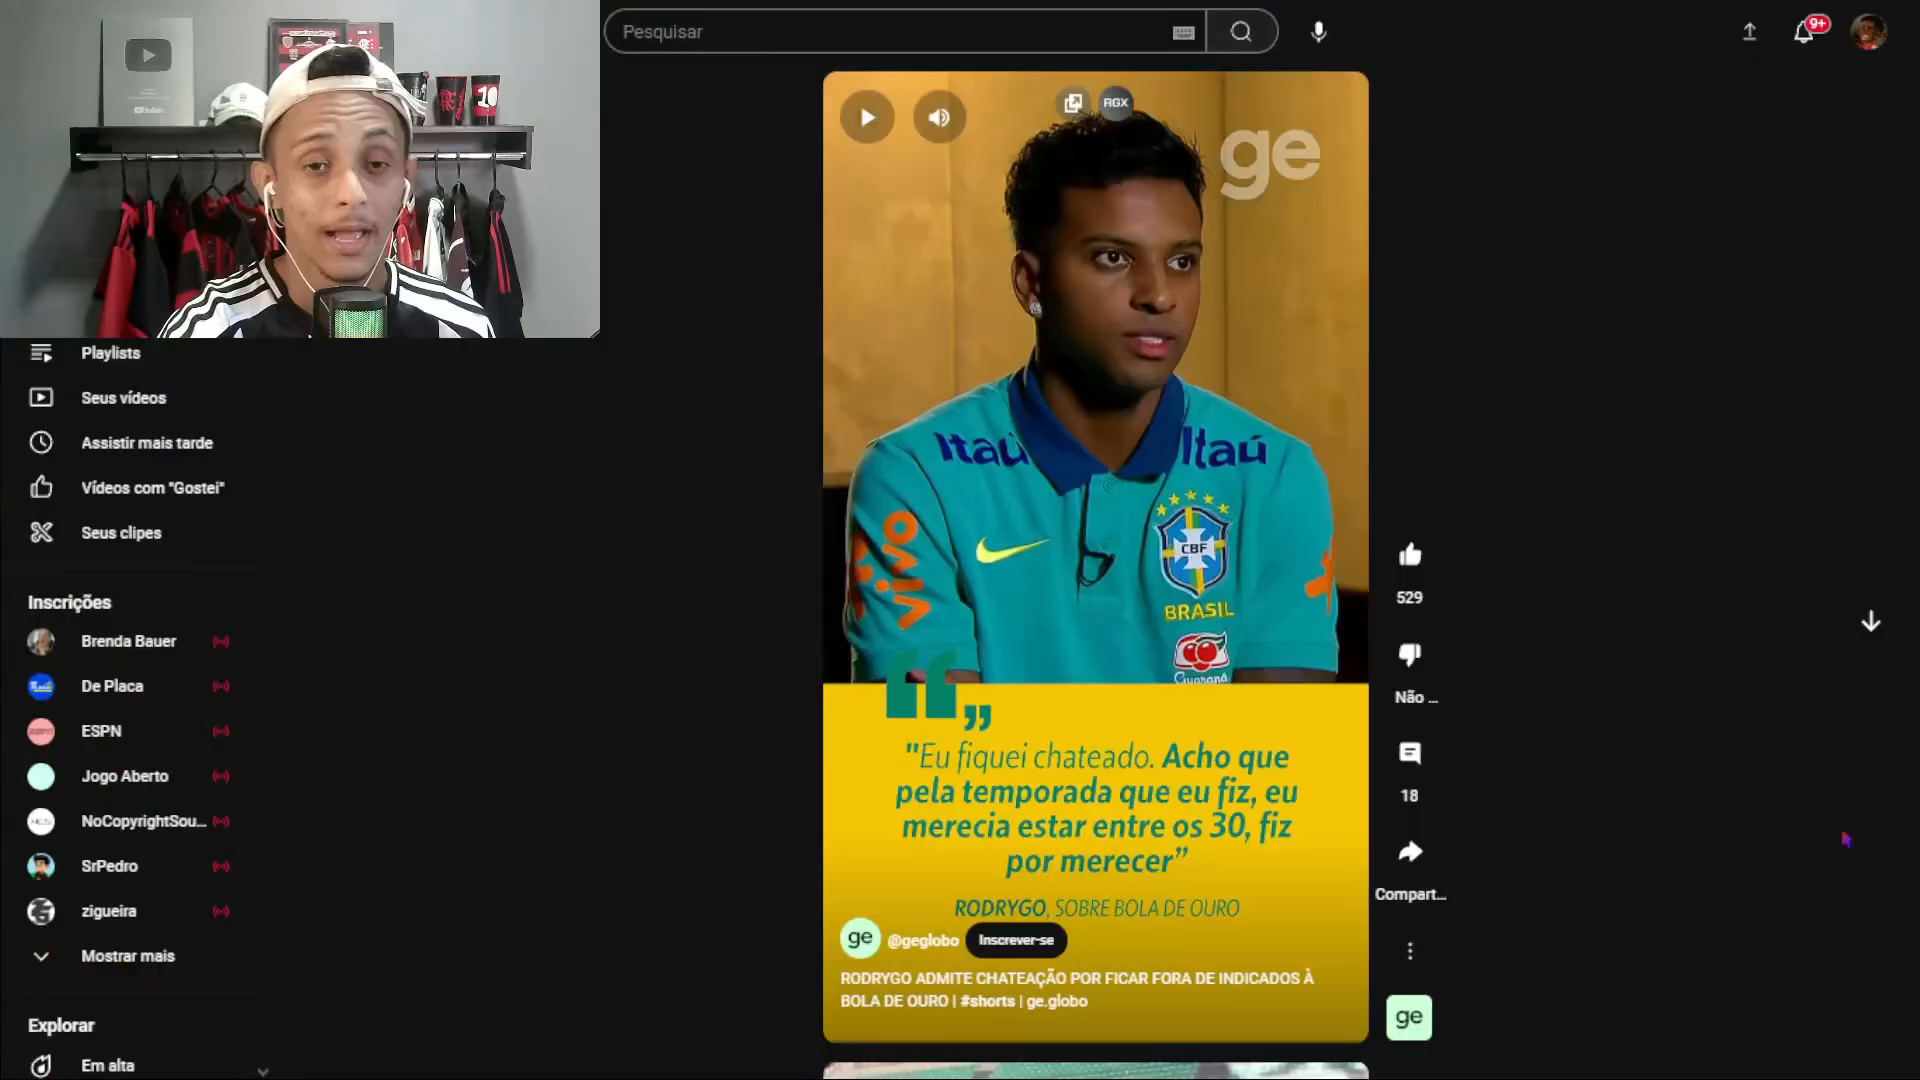 Pesquisar
9+
YouTube
10
Playlists
Seus vídeos
Assistir mais tarde
Vídeos com "Gostei"
Seus clipes
Inscrições
Brenda Bauer
De Placa
ESPN
Jogo Aberto
NoCopyrightSou...
SrPedro
zigueira
Mostrar mais
Explorar
Em alta
RGX
ge
Itaú
Itaú
vivo
CBF
BRASIL
Guaraná
"Eu fiquei chateado. Acho que
pela temporada que eu fiz, eu
merecia estar entre os 30, fiz
por merecer”
RODRYGO, SOBRE BOLA DE OURO
ge @geglobo Inscrever-se
RODRYGO ADMITE CHATEAÇÃO POR FICAR FORA DE INDICADOS À
BOLA DE OURO | #shorts | ge.globo
529
Não ...
18
Compart...
ge